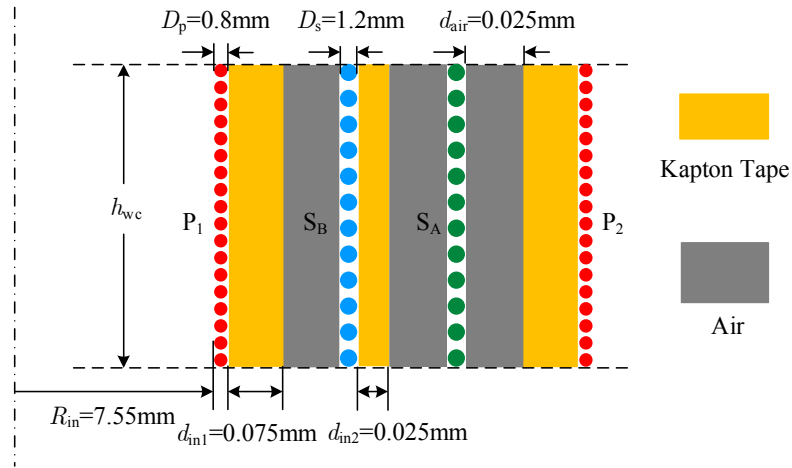 Dp=0.8mm
Ds=1.2mm
dair=0.025mm
Kapton Tape
hwc
P1
SB
SA
P2
Air
Rin=7.55mm
din1=0.075mm
din2=0.025mm